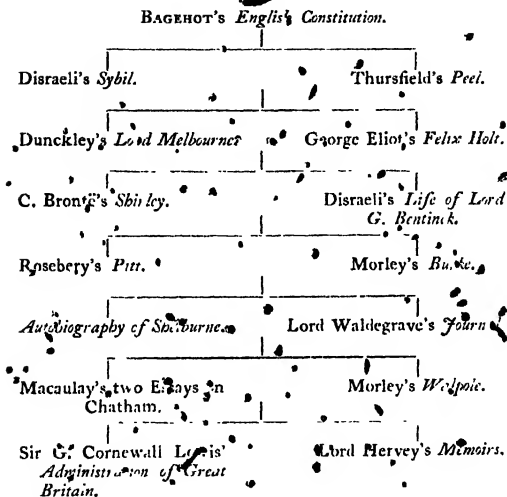 BAGEHOT'S English Constitution.
Disraeli's Sybil. Thursfield's Peel.
Dunckley's Lord Melbourne George Eliot's Felix Holt.
C. Brontë's Shirley. Disraeli's Life of Lord
G. Bentinck.
Rosebery's Pitt. Morley's Burke.
Autobiography of Shelburne. Lord Waldegrave's Journal
Macaulay's two Essays on Morley's Walpole.
Chatham.
Sir G. Cornewall Lewis' Lord Hervey's Memoirs.
Administration of Great
Britain.